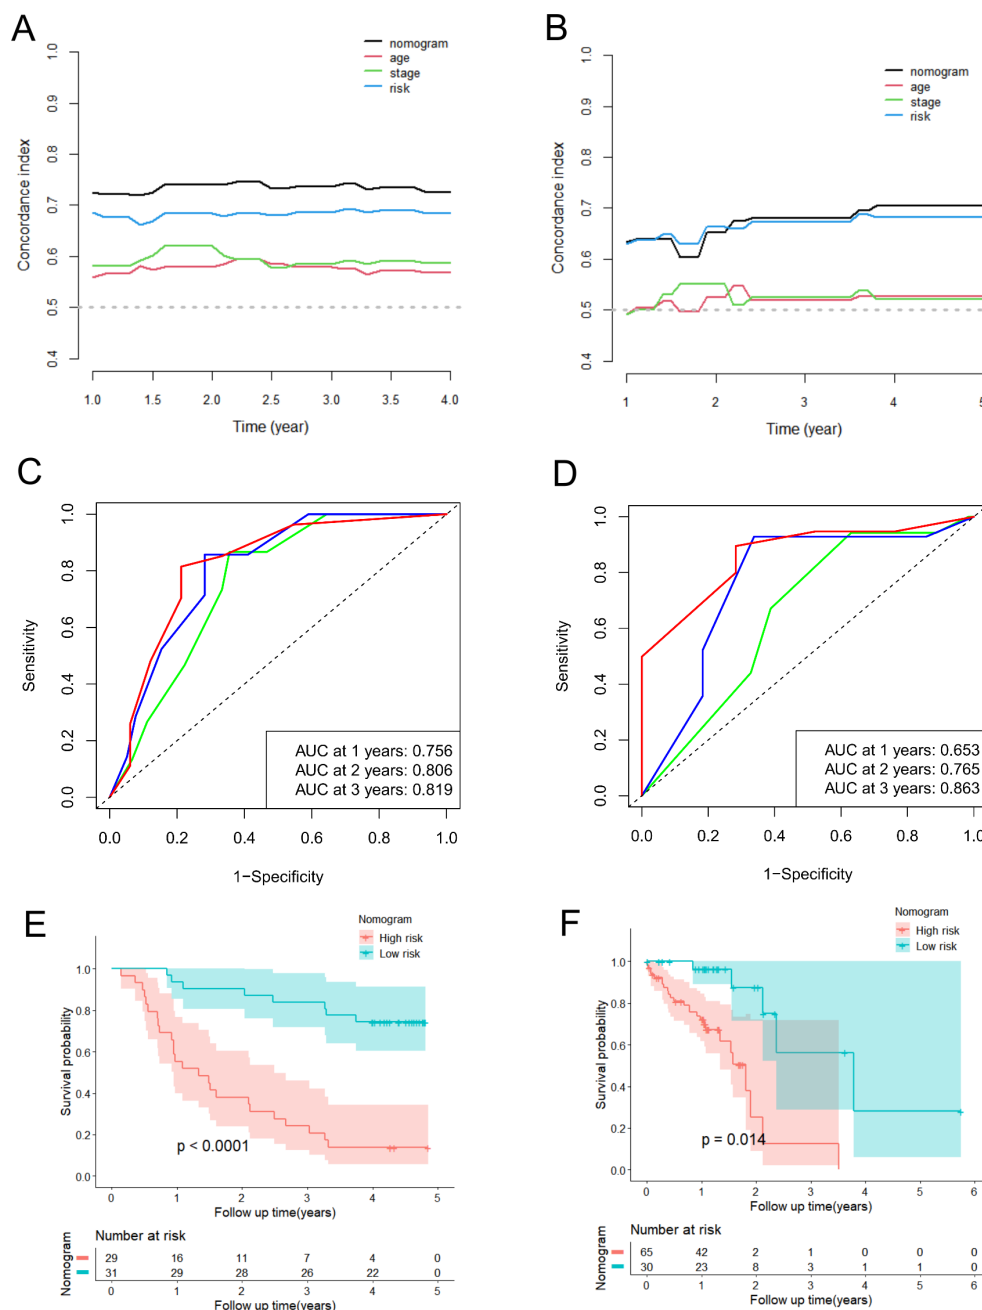 A
nomogram
age
stage
risk
Concordance index
1.0
0.9
0.8
0.7
0.6
0.5
0.4
1.0 1.5 2.0 2.5 3.0 3.5 4.0
Time (year)
B
nomogram
age
stage
risk
Concordance index
1.0
0.9
0.8
0.7
0.6
0.5
0.4
1 2 3 4 5
Time (year)
C
Sensitivity
1.0
0.8
0.6
0.4
0.2
0.0
AUC at 1 years: 0.756
AUC at 2 years: 0.806
AUC at 3 years: 0.819
0.0 0.2 0.4 0.6 0.8 1.0
1−Specificity
D
Sensitivity
1.0
0.8
0.6
0.4
0.2
0.0
AUC at 1 years: 0.653
AUC at 2 years: 0.765
AUC at 3 years: 0.863
0.0 0.2 0.4 0.6 0.8 1.0
1−Specificity
E
Nomogram
High risk
Low risk
Survival probability
1.0
0.8
0.6
0.4
0.2
0.0
p < 0.0001
0 1 2 3 4 5
Follow up time(years)
Number at risk
Nomogram
29 16 11 7 4 0
31 29 28 26 22 0
0 1 2 3 4 5
Follow up time(years)
F
Nomogram
High risk
Low risk
Survival probability
1.0
0.8
0.6
0.4
0.2
0.0
p = 0.014
0 1 2 3 4 5 6
Follow up time(years)
Number at risk
Nomogram
65 42 2 1 0 0 0
30 23 8 3 1 1 0
0 1 2 3 4 5 6
Follow up time(years)